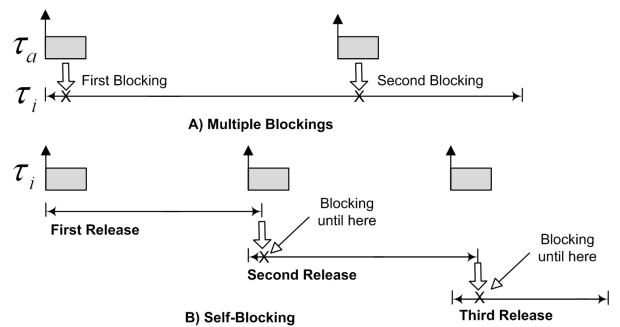 τa
First Blocking
Second Blocking
τi
X
X
A) Multiple Blockings
τi
First Release
Blocking
until here
X
Second Release
Blocking
until here
X
Third Release
B) Self-Blocking